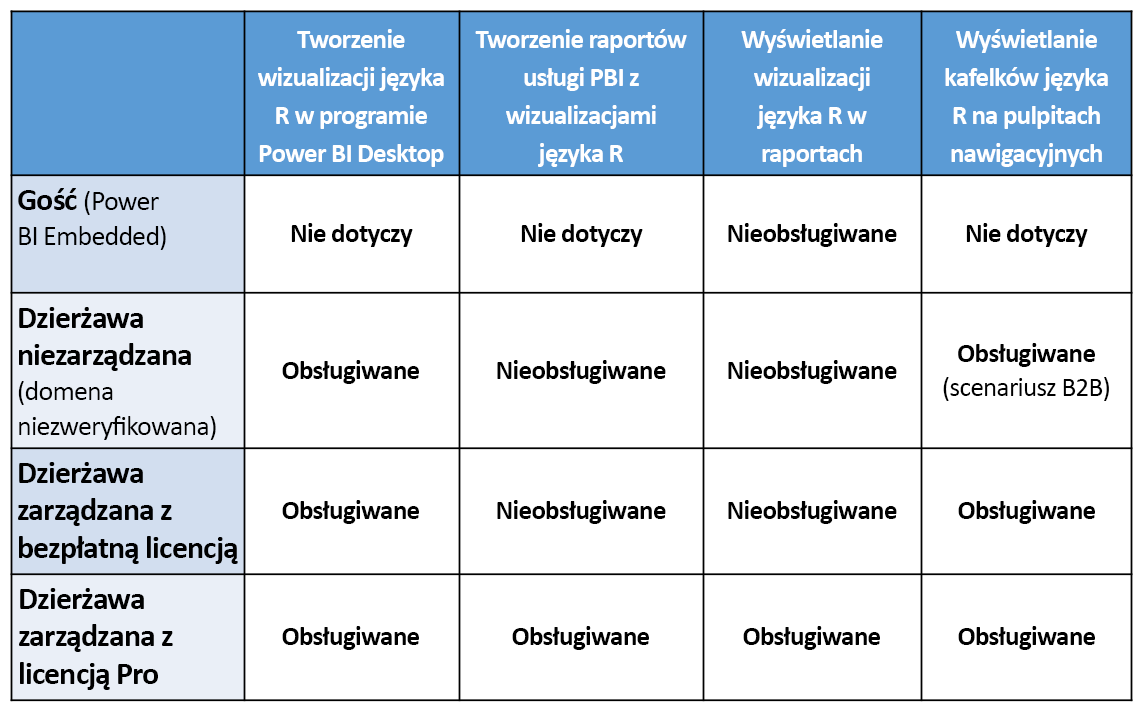 Tworzenie
wizualizacji języka
R w programie
Power BI Desktop
Tworzenie raportów
usługi PBI z
wizualizacjami
języka R
Wyświetlanie
wizualizacji
języka R w
raportach
Wyświetlanie
kafelków języka
R na pulpitach
nawigacyjnych
Gość (Power
BI Embedded)
Nie dotyczy
Nie dotyczy
Nieobsługiwane
Nie dotyczy
Dzierżawa
niezarządzana
(domena
niezweryfikowana)
Obsługiwane
Nieobsługiwane
Nieobsługiwane
Obsługiwane
(scenariusz B2B)
Dzierżawa
zarządzana z
bezpłatną licencją
Obsługiwane
Nieobsługiwane
Nieobsługiwane
Obsługiwane
Dzierżawa
zarządzana z
licencją Pro
Obsługiwane
Obsługiwane
Obsługiwane
Obsługiwane